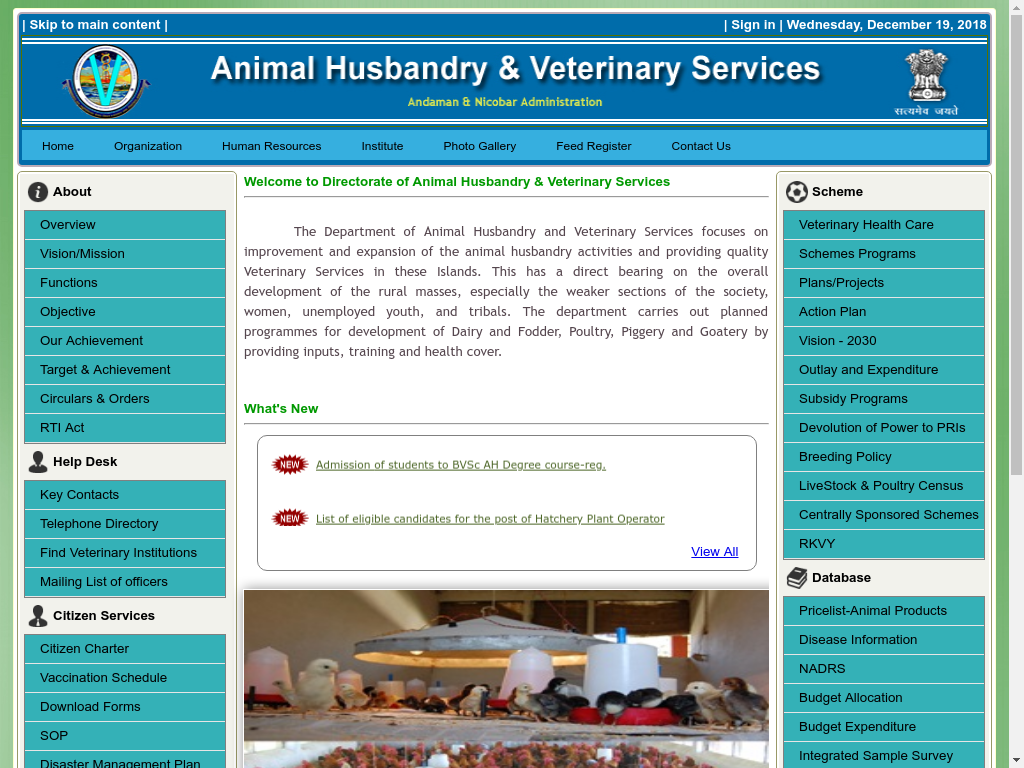 | Skip to main content |
| Sign in | Wednesday, December 19, 2018
Animal Husbandry & Veterinary Services
Andaman & Nicobar Administration
सत्यमेव जयते
Home
Organization
Human Resources
Institute
Photo Gallery
Feed Register
Contact Us
About
Overview
Vision/Mission
Functions
Objective
Our Achievement
Target & Achievement
Circulars & Orders
RTI Act
Help Desk
Key Contacts
Telephone Directory
Find Veterinary Institutions
Mailing List of officers
Citizen Services
Citizen Charter
Vaccination Schedule
Download Forms
SOP
Disaster Management Plan
Welcome to Directorate of Animal Husbandry & Veterinary Services
The Department of Animal Husbandry and Veterinary Services focuses on
improvement and expansion of the animal husbandry activities and providing quality
Veterinary Services in these Islands. This has a direct bearing on the overall
development of the rural masses, especially the weaker sections of the society,
women, unemployed youth, and tribals. The department carries out planned
programmes for development of Dairy and Fodder, Poultry, Piggery and Goatery by
providing inputs, training and health cover.
What's New
NEW Admission of students to BVSc AH Degree course-reg.
NEW List of eligible candidates for the post of Hatchery Plant Operator
View All
Scheme
Veterinary Health Care
Schemes Programs
Plans/Projects
Action Plan
Vision - 2030
Outlay and Expenditure
Subsidy Programs
Devolution of Power to PRIs
Breeding Policy
LiveStock & Poultry Census
Centrally Sponsored Schemes
RKVY
Database
Pricelist-Animal Products
Disease Information
NADRS
Budget Allocation
Budget Expenditure
Integrated Sample Survey